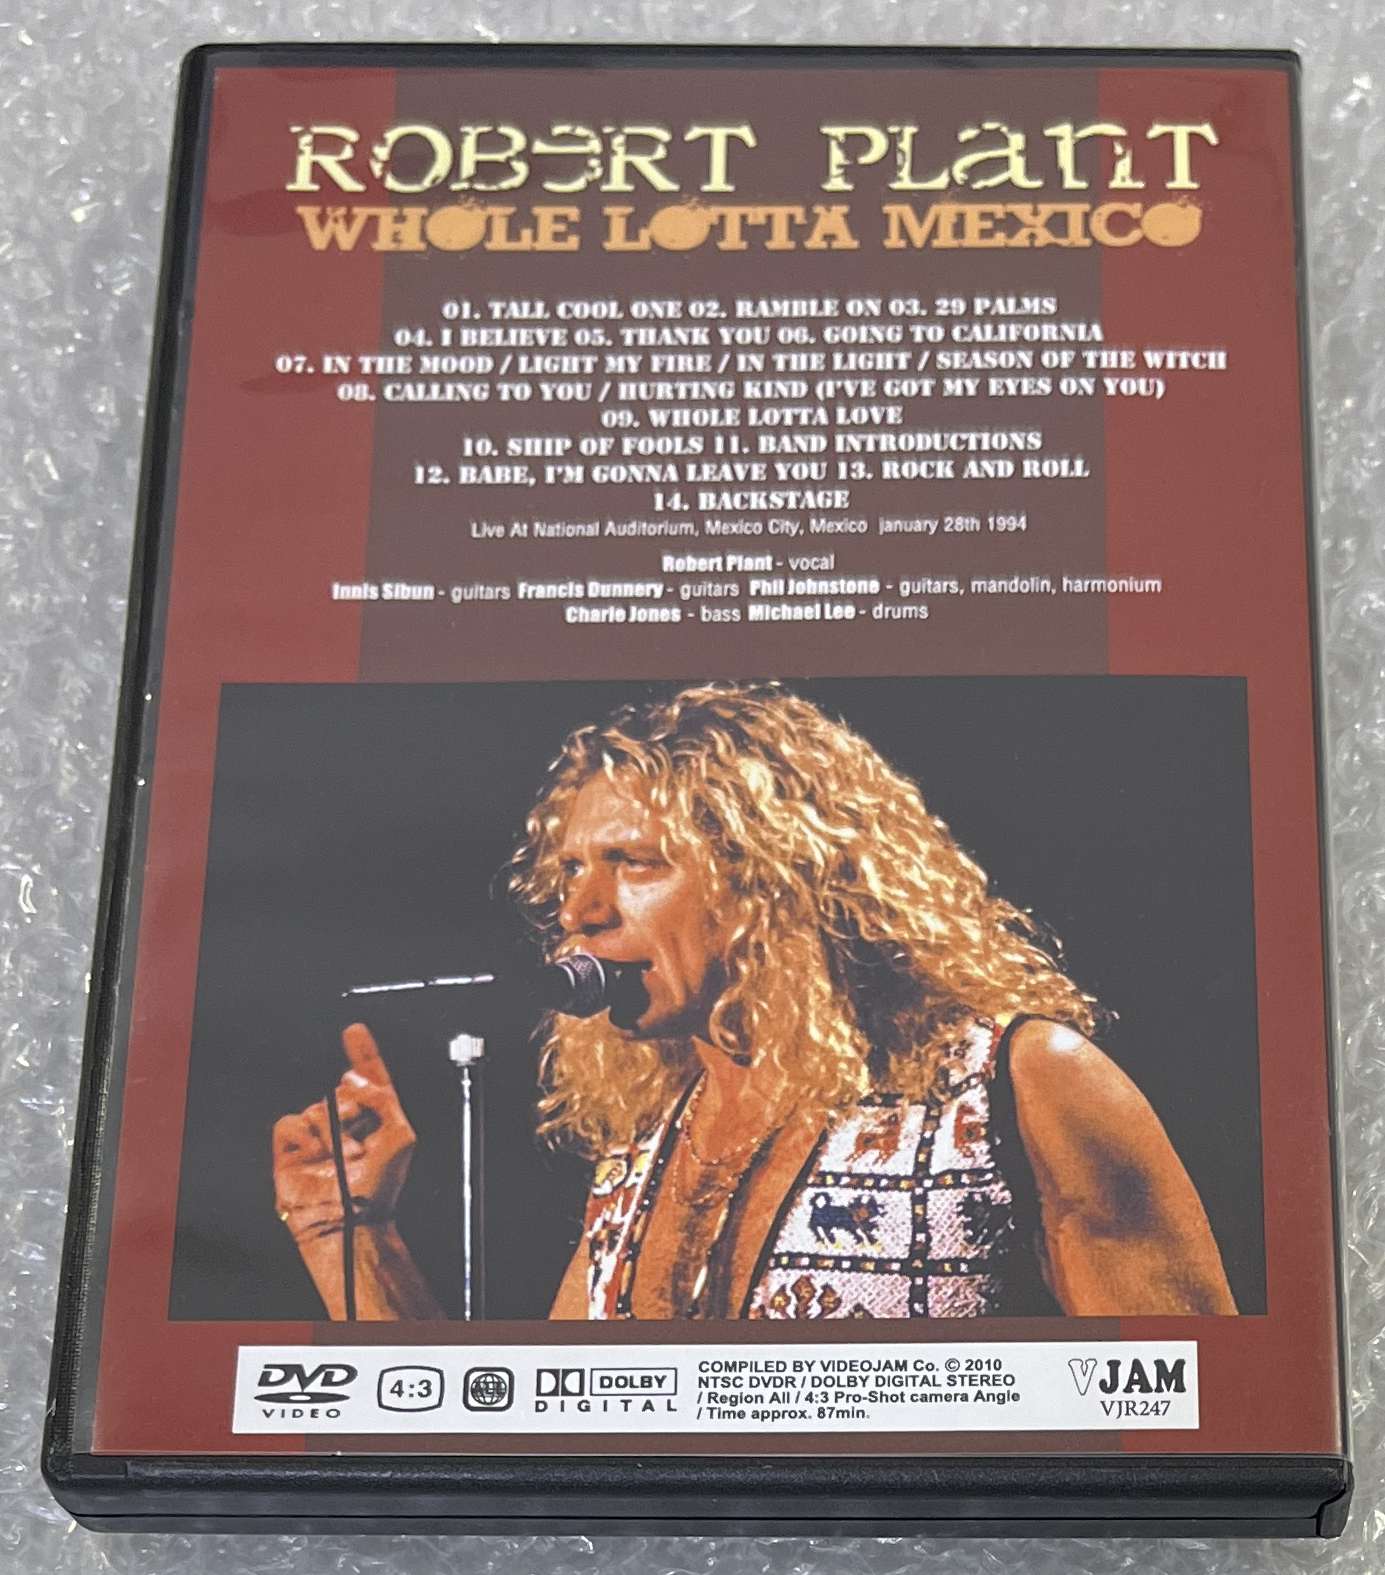 ROBERT PLANT
WHOLE LOTTA MEXICO
01. TALL COOL ONE 02. RAMBLE ON 03. 29 PALMS
04. I BELIEVE 05. THANK YOU 06. GOING TO CALIFORNIA
07. IN THE MOOD / LIGHT MY FIRE / IN THE LIGHT / SEASON OF THE WITCH
08. CALLING TO YOU / HURTING KIND (I'VE GOT MY EYES ON YOU)
09. WHOLE LOTTA LOVE
10. SHIP OF FOOLS 11. BAND INTRODUCTIONS
12. BABE, I'M GONNA LEAVE YOU 13. ROCK AND ROLL
14. BACKSTAGE
Live At National Auditorium, Mexico City, Mexico january 28th 1994
Robert Plant - vocal
Innis Sibun - guitars Francis Dunnery - guitars Phil Johnstone - guitars, mandolin, harmonium
Charle Jones - bass Michael Lee - drums
DVD VIDEO
4:3
ALL
DOLBY DIGITAL
COMPILED BY VIDEOJAM Co. © 2010
NTSC DVDR / DOLBY DIGITAL STEREO
/ Region All / 4:3 Pro-Shot camera Angle
/ Time approx. 87min.
VJAM
VJR247